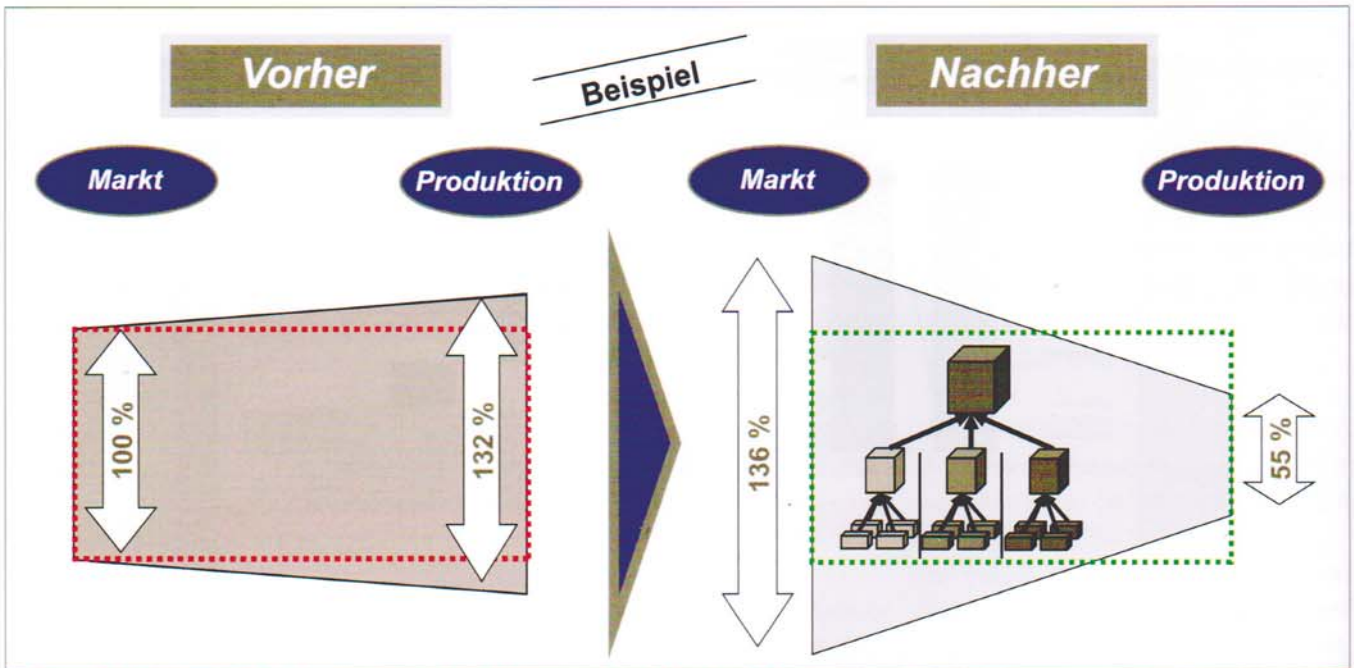 Vorher
Beispiel
Nachher
Markt
Produktion
Markt
Produktion
100 %
132 %
136 %
55 %